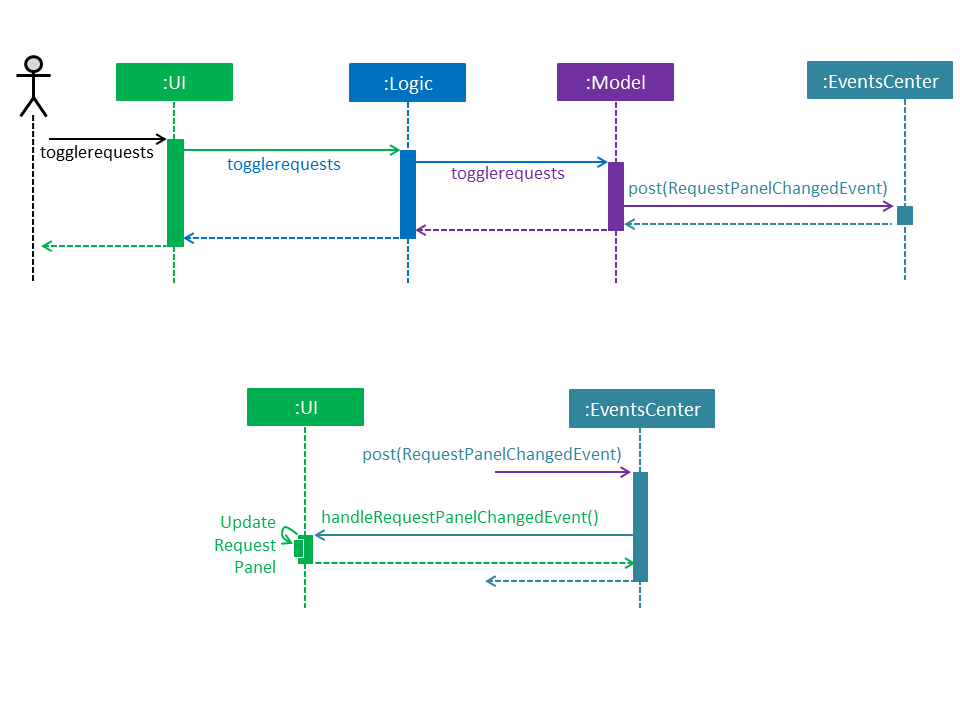 :UI
:Logic
:Model
:EventsCenter
togglerequests
togglerequests
togglerequests
post(RequestPanelChangedEvent)
:UI
:EventsCenter
post(RequestPanelChangedEvent)
handleRequestPanelChangedEvent()
Update
Request
Panel